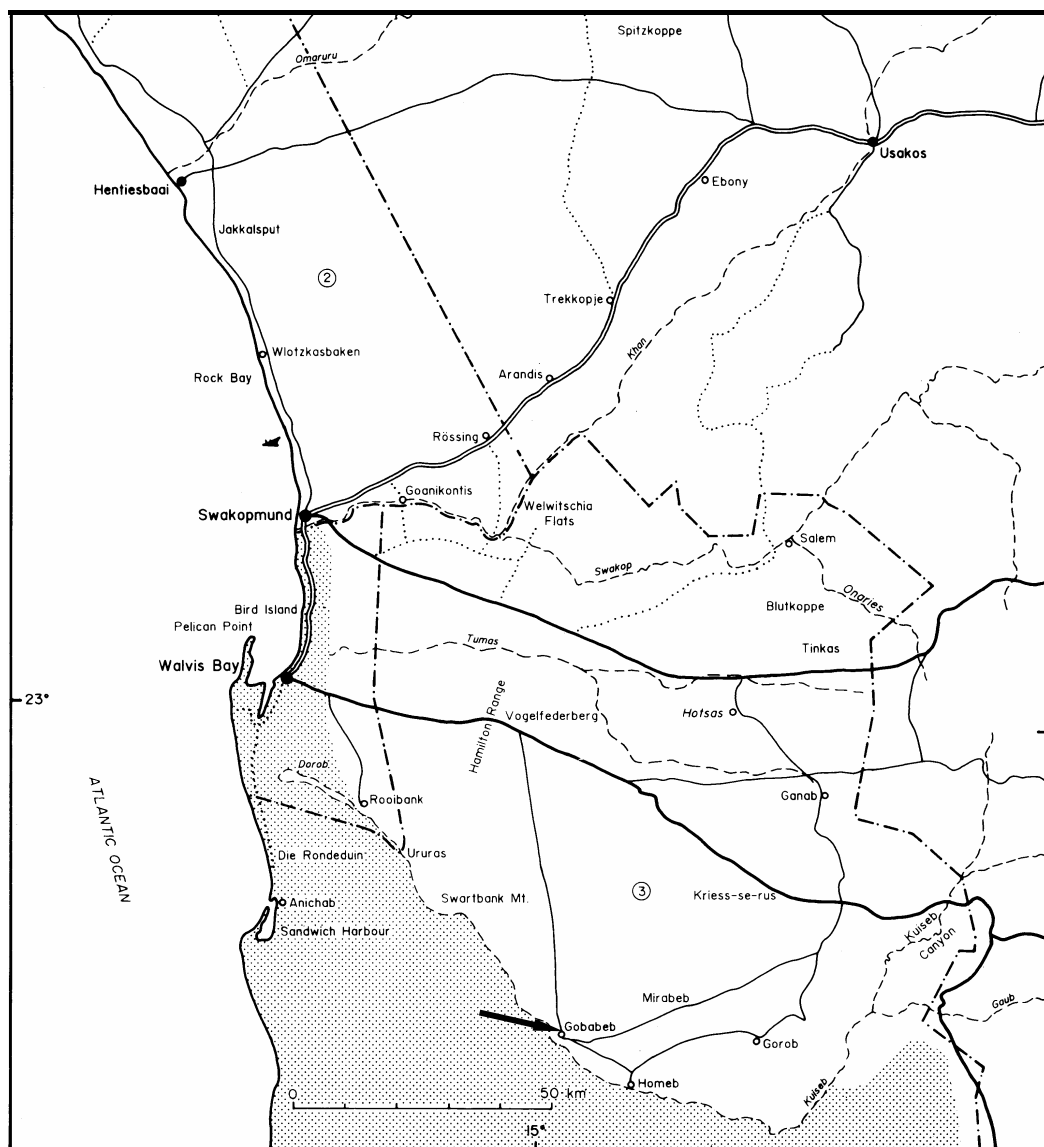 Spitzkoppe
Omaruru
Usakos
Hentiesbaai
Ebony
Jakkalsput
2
Trekkopje
Khan
Wlotzkasbaken
Rock Bay
Arandis
Rössing
Goanikontis
Welwitschia
Flats
Swakopmund
Salem
Swakop
Onaries
Bird Island
Blutkoppe
Pelican Point
Tumas
Tinkas
Walvis Bay
23°
Hamilton Range
Vogelfederberg
Hotsas
Dorob
Rooibank
Ganab
ATLANTIC OCEAN
Die Rondeduin
Ururas
3
Kriess-se-rus
Swartbank Mt.
Anichab
Sandwich Harbour
Kuiseb
Canyon
Mirabeb
Gaub
Gobabeb
Gorob
Homeb
Kuiseb
0
50 km
15°